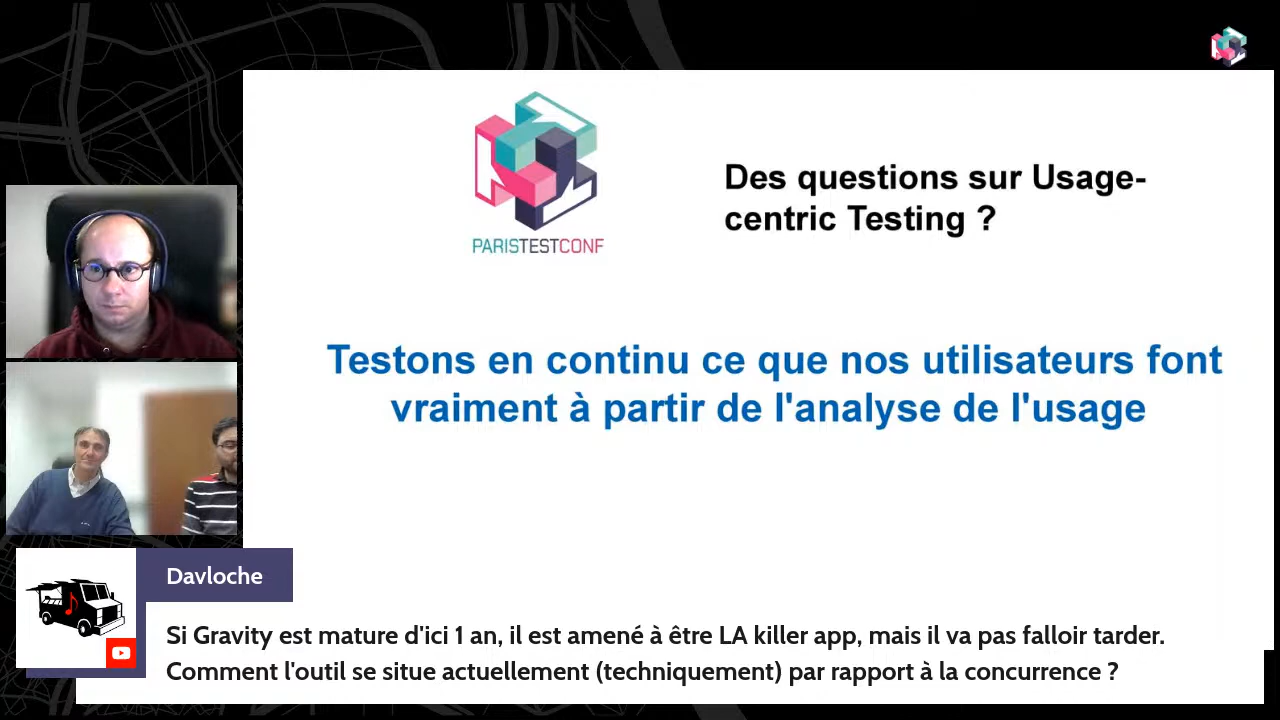 PARISTESTCONF
Des questions sur Usage-
centric Testing ?
Testons en continu ce que nos utilisateurs font
vraiment à partir de l'analyse de l'usage
Davloche
Si Gravity est mature d'ici 1 an, il est amené à être LA killer app, mais il va pas falloir tarder.
Comment l'outil se situe actuellement (techniquement) par rapport à la concurrence ?